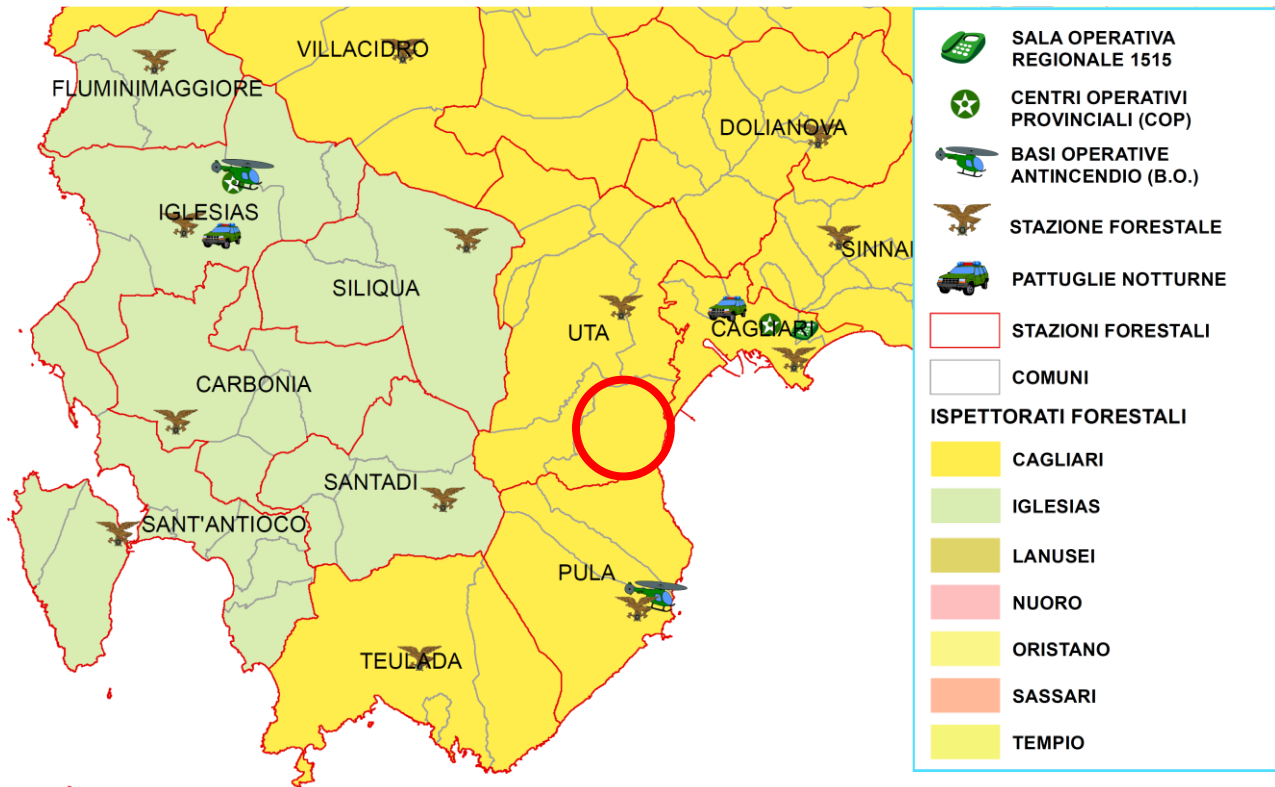 VILLACIDRO
FLUMINIMAGGIORE
DOLIANOVA
IGLESIAS
SINNAI
SILIQUA
UTA
CAGLIARI
CARBONIA
SANTADI
SANT'ANTIOCO
PULA
TEULADA
SALA OPERATIVA
REGIONALE 1515
CENTRI OPERATIVI
PROVINCIALI (COP)
BASI OPERATIVE
ANTINCENDIO (B.O.)
STAZIONE FORESTALE
PATTUGLIE NOTTURNE
STAZIONI FORESTALI
COMUNI
ISPETTORATI FORESTALI
CAGLIARI
IGLESIAS
LANUSEI
NUORO
ORISTANO
SASSARI
TEMPIO